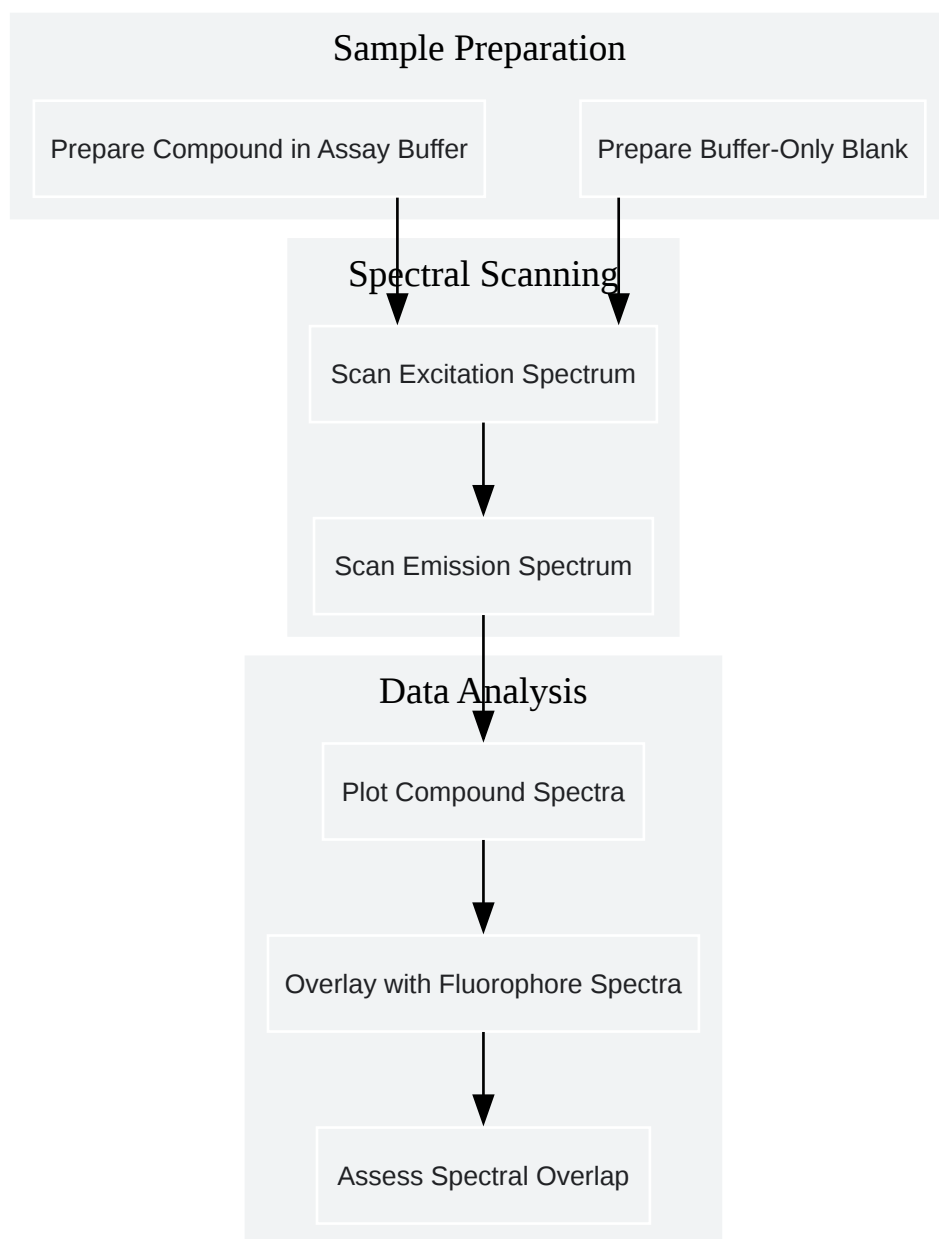 Sample Preparation
Prepare Compound in Assay Buffer
Prepare Buffer-Only Blank
Spectral Scanning
Scan Excitation Spectrum
Scan Emission Spectrum
Data Analysis
Plot Compound Spectra
Overlay with Fluorophore Spectra
Assess Spectral Overlap